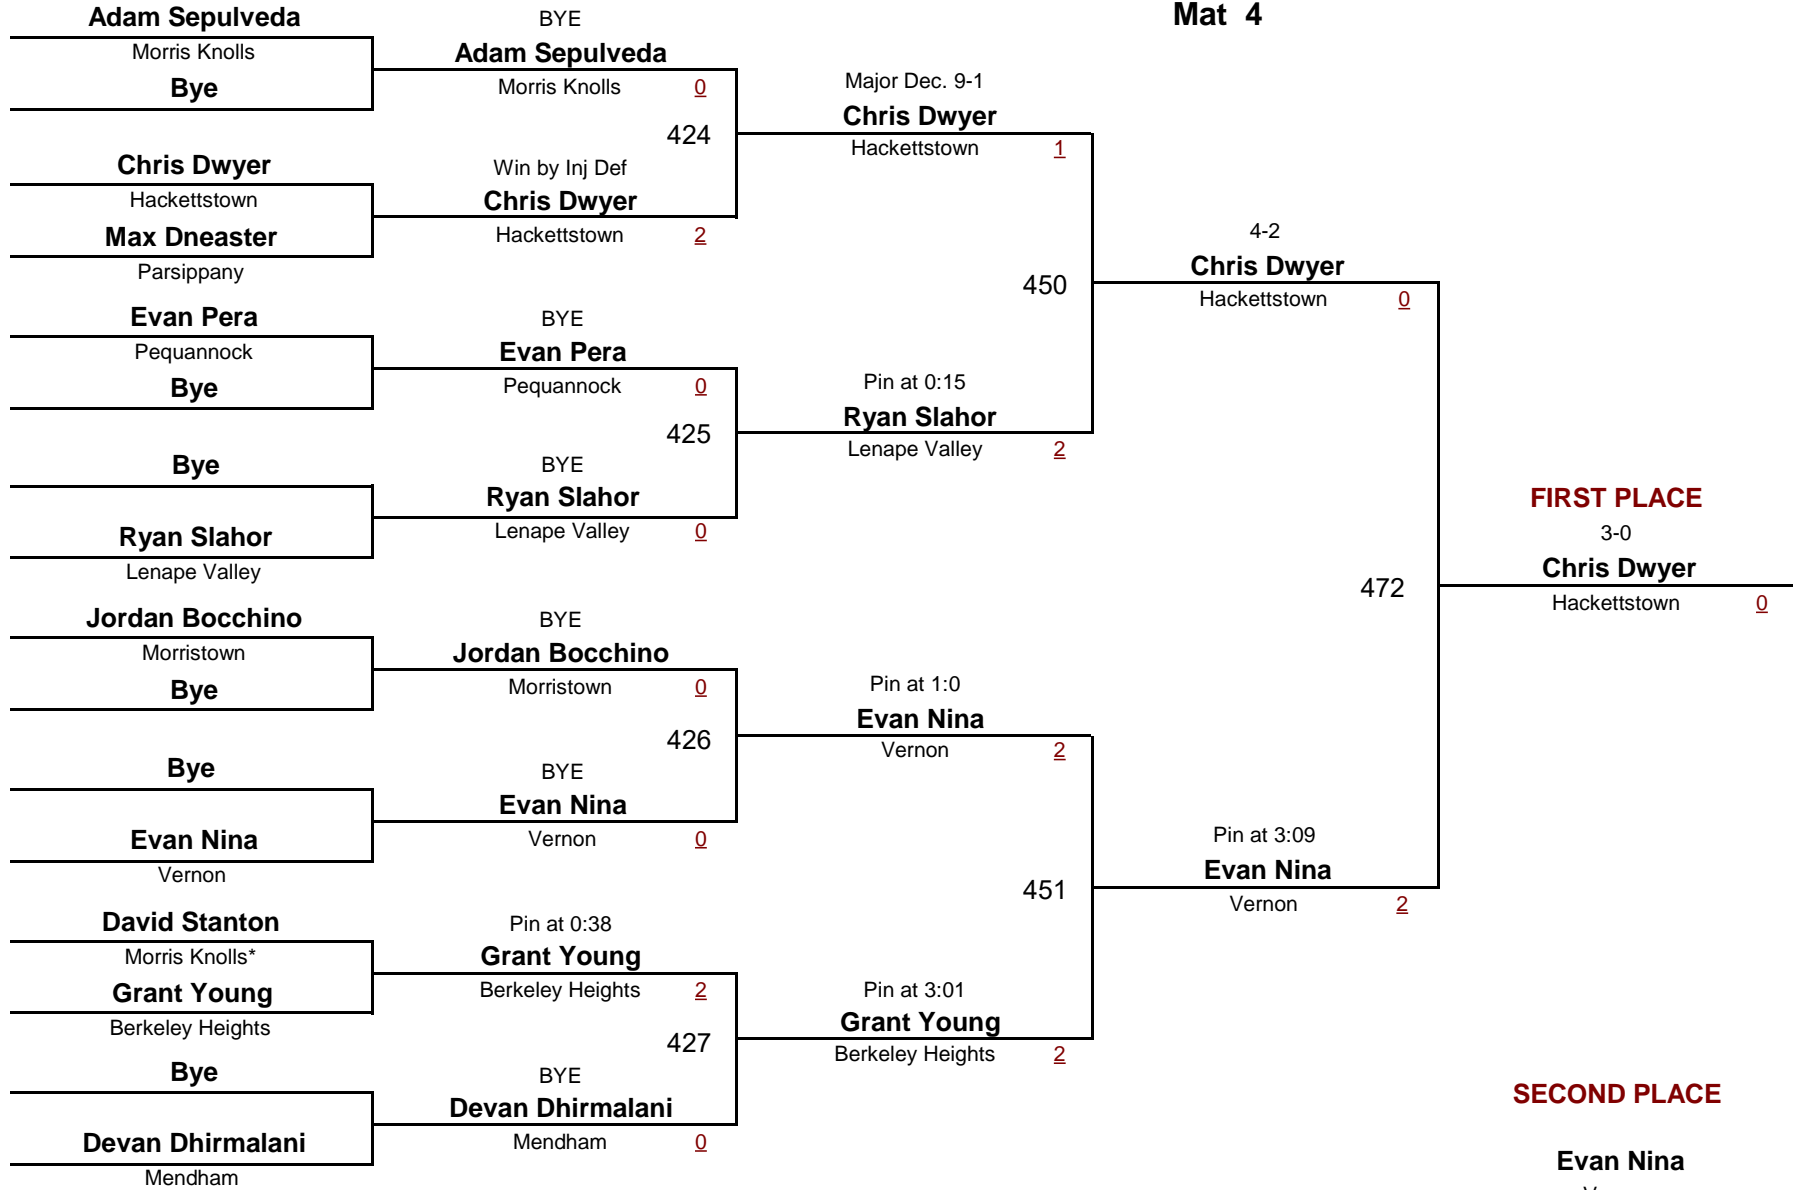 Mat 4
Adam Sepulveda
Morris Knolls
Bye
Chris Dwyer
Hackettstown
Max Dneaster
Parsippany
Evan Pera
Pequannock
Bye
Bye
Ryan Slahor
Lenape Valley
Jordan Bocchino
Morristown
Bye
Bye
Evan Nina
Vernon
David Stanton
Morris Knolls*
Grant Young
Berkeley Heights
Bye
Devan Dhirmalani
Mendham
BYE
Adam Sepulveda
Morris Knolls 0
424
Win by Inj Def
Chris Dwyer
Hackettstown 2
BYE
Evan Pera
Pequannock 0
425
BYE
Ryan Slahor
Lenape Valley 0
BYE
Jordan Bocchino
Morristown 0
426
BYE
Evan Nina
Vernon 0
Pin at 0:38
Grant Young
Berkeley Heights 2
427
BYE
Devan Dhirmalani
Mendham 0
Major Dec. 9-1
Chris Dwyer
Hackettstown 1
450
Pin at 0:15
Ryan Slahor
Lenape Valley 2
Pin at 1:0
Evan Nina
Vernon 2
451
Pin at 3:01
Grant Young
Berkeley Heights 2
4-2
Chris Dwyer
Hackettstown 0
472
Pin at 3:09
Evan Nina
Vernon 2
FIRST PLACE
3-0
Chris Dwyer
Hackettstown 0
SECOND PLACE
Evan Nina